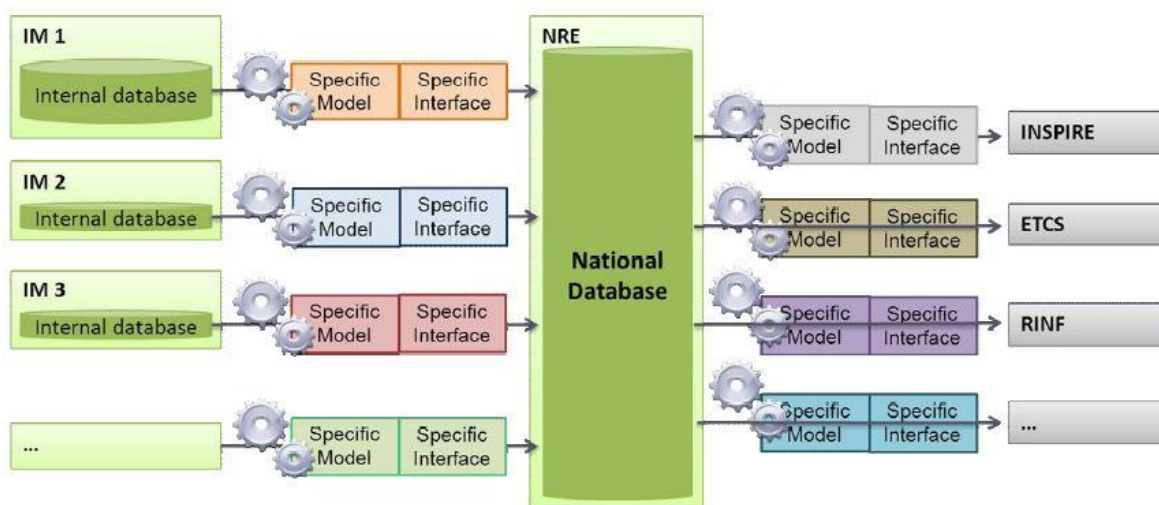 IM 1
Internal database
Specific
Model
Specific
Interface
IM 2
Internal database
Specific
Model
Specific
Interface
IM 3
Internal database
Specific
Model
Specific
Interface
...
Specific
Model
Specific
Interface
NRE
National
Database
Specific
Model
Specific
Interface
INSPIRE
Specific
Model
Specific
Interface
ETCS
Specific
Model
Specific
Interface
RINF
Specific
Model
Specific
Interface
...